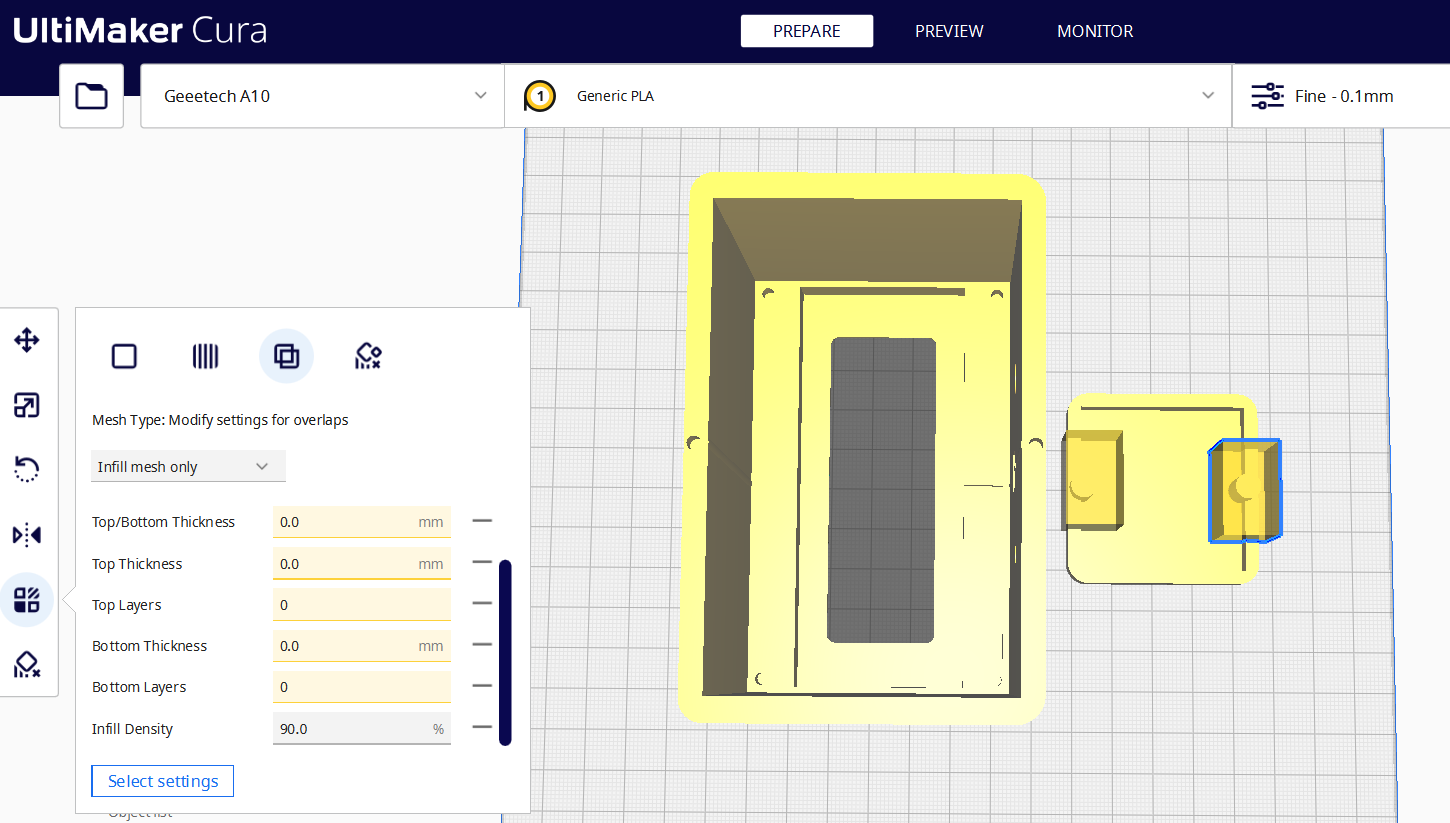 UltiMaker Cura
PREPARE
PREVIEW
MONITOR
Geeetech A10
1
Generic PLA
Fine - 0.1mm
Mesh Type: Modify settings for overlaps
Infill mesh only
Top/Bottom Thickness 0.0 mm
Top Thickness 0.0 mm
Top Layers 0
Bottom Thickness 0.0 mm
Bottom Layers 0
Infill Density 90.0 %
Select settings
Object list